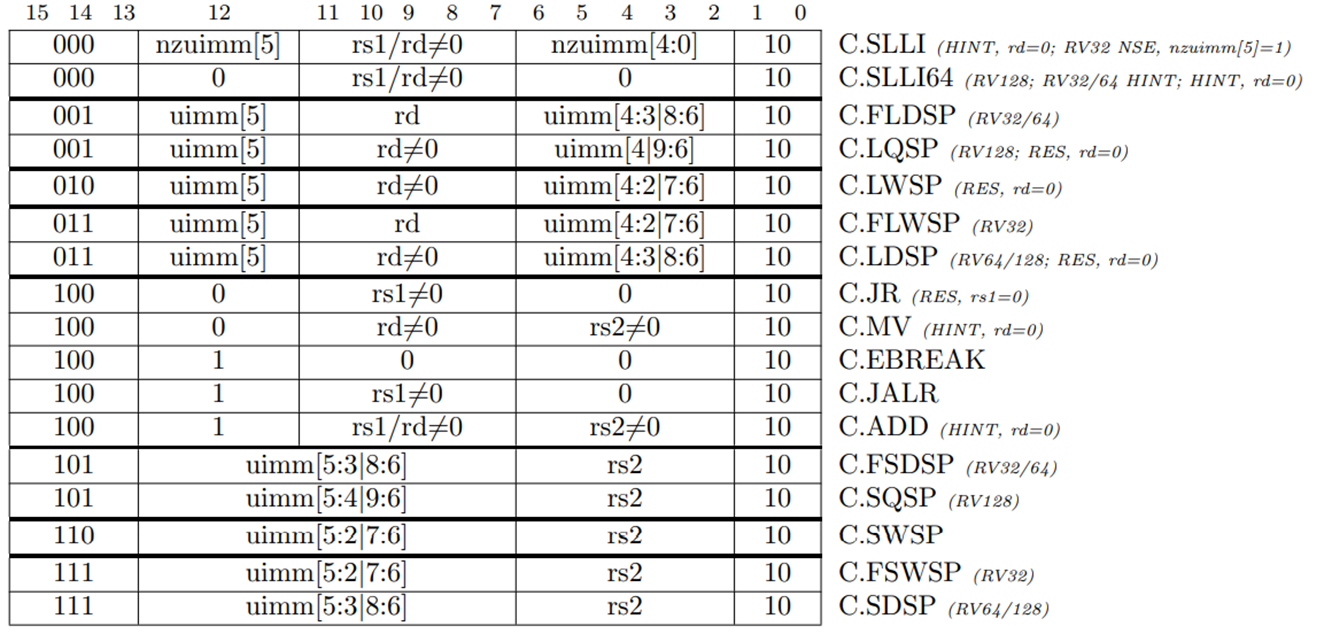 15 14 13 12 11 10 9 8 7 6 5 4 3 2 1 0
000 nzuimm[5] rs1/rd≠0 nzuimm[4:0] 10 C.SLLI (HINT, rd=0; RV32 NSE, nzuimm[5]=1)
000 0 rs1/rd≠0 0 10 C.SLLI64 (RV128; RV32/64 HINT; HINT, rd=0)
001 uimm[5] rd uimm[4:3|8:6] 10 C.FLDSP (RV32/64)
001 uimm[5] rd≠0 uimm[4|9:6] 10 C.LQSP (RV128; RES, rd=0)
010 uimm[5] rd≠0 uimm[4:2|7:6] 10 C.LWSP (RES, rd=0)
011 uimm[5] rd uimm[4:2|7:6] 10 C.FLWSP (RV32)
011 uimm[5] rd≠0 uimm[4:3|8:6] 10 C.LDSP (RV64/128; RES, rd=0)
100 0 rs1≠0 0 10 C.JR (RES, rs1=0)
100 0 rd≠0 rs2≠0 10 C.MV (HINT, rd=0)
100 1 0 0 10 C.EBREAK
100 1 rs1≠0 0 10 C.JALR
100 1 rs1/rd≠0 rs2≠0 10 C.ADD (HINT, rd=0)
101 uimm[5:3|8:6] rs2 10 C.FSDSP (RV32/64)
101 uimm[5:4|9:6] rs2 10 C.SQSP (RV128)
110 uimm[5:2|7:6] rs2 10 C.SWSP
111 uimm[5:2|7:6] rs2 10 C.FSWSP (RV32)
111 uimm[5:3|8:6] rs2 10 C.SDSP (RV64/128)